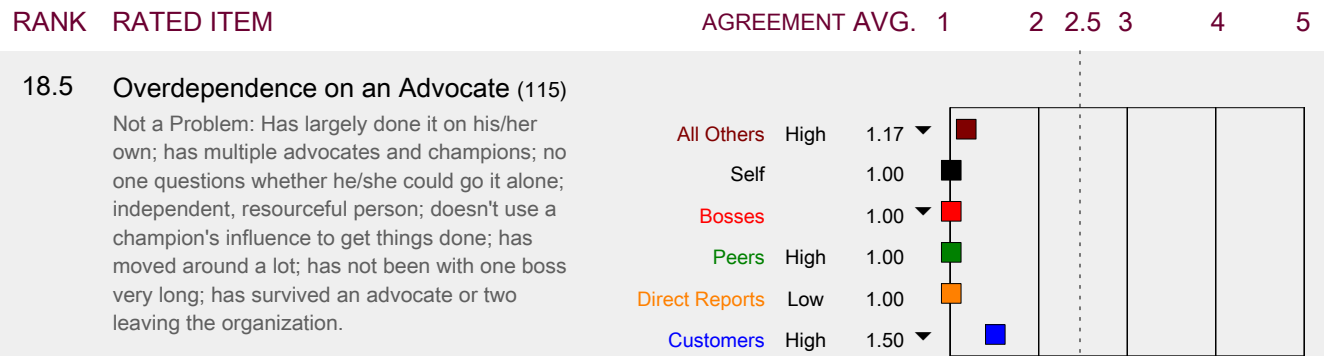 RANK RATED ITEM AGREEMENT AVG. 1 2 2.5 3 4 5
18.5 Overdependence on an Advocate (115)
Not a Problem: Has largely done it on his/her
own; has multiple advocates and champions; no
one questions whether he/she could go it alone;
independent, resourceful person; doesn't use a
champion's influence to get things done; has
moved around a lot; has not been with one boss
very long; has survived an advocate or two
leaving the organization.
All Others High 1.17
Self 1.00
Bosses 1.00
Peers High 1.00
Direct Reports Low 1.00
Customers High 1.50